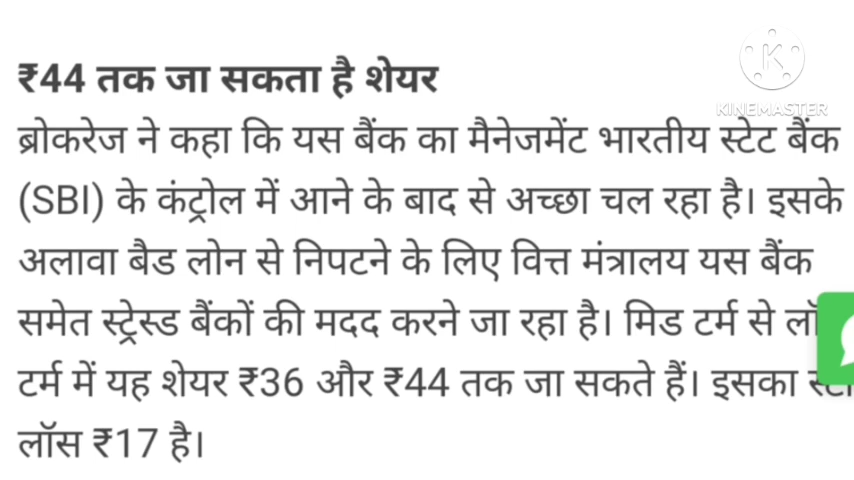 ₹44 तक जा सकता है शेयर
KINEMASTER
ब्रोकरेज ने कहा कि यस बैंक का मैनेजमेंट भारतीय स्टेट बैंक
(SBI) के कंट्रोल में आने के बाद से अच्छा चल रहा है। इसके
अलावा बैड लोन से निपटने के लिए वित्त मंत्रालय यस बैंक
समेत स्ट्रेस्ड बैंकों की मदद करने जा रहा है। मिड टर्म से
टर्म में यह शेयर ₹36 और ₹44 तक जा सकते हैं। इसका
लॉस ₹17 है।